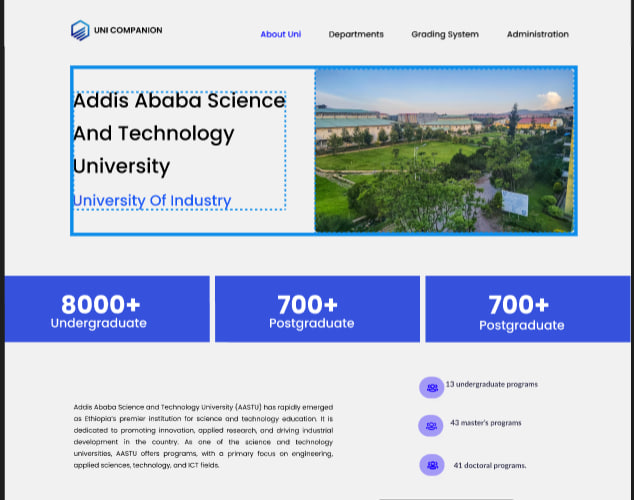 UNI COMPANION
About Uni
Departments
Grading System
Administration
Addis Ababa Science
And Technology
University
University Of Industry
8000+
Undergraduate
700+
Postgraduate
700+
Postgraduate
Addis Ababa Science and Technology University (AASTU) has rapidly emerged
as Ethiopia's premier institution for science and technology education. It is
dedicated to promoting innovation, applied research, and driving industrial
development in the country. As one of the science and technology
universities, AASTU offers programs, with a primary focus on engineering,
applied sciences, technology, and ICT fields.
13 undergraduate programs
43 master's programs
41 doctoral programs.